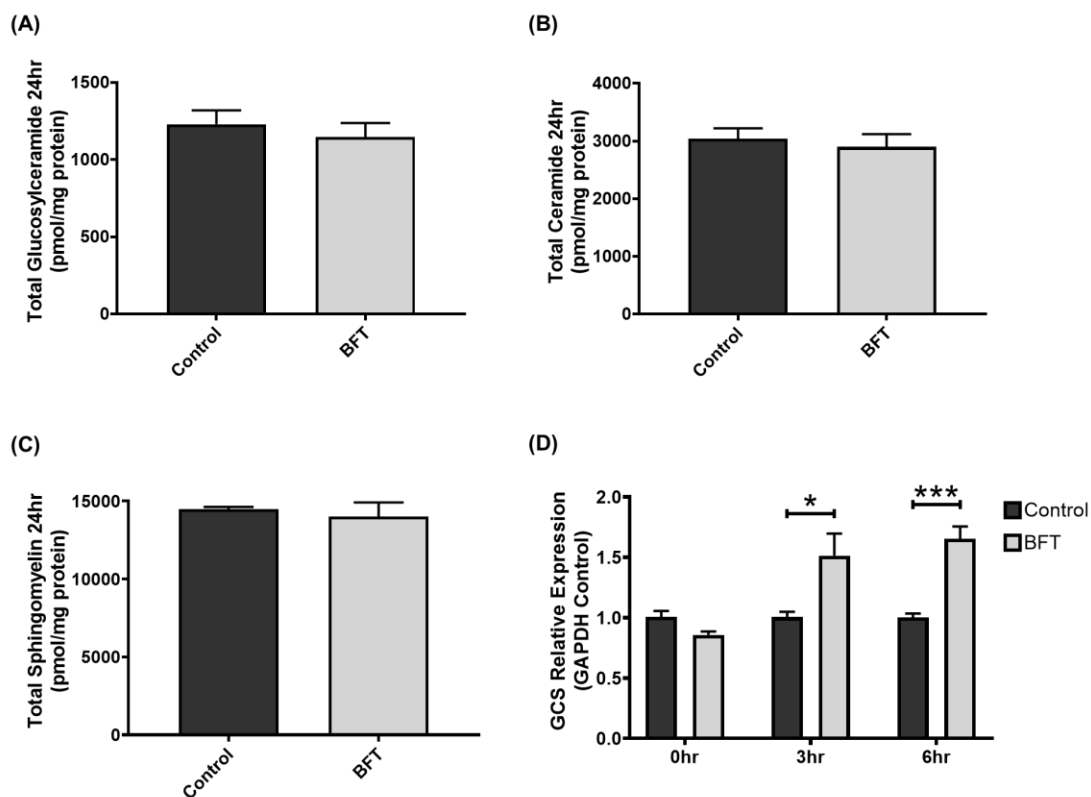 (A)
Total Glucosylceramide 24hr
(pmol/mg protein)
1500
1000
500
0
Control
BFT
(B)
Total Ceramide 24hr
(pmol/mg protein)
4000
3000
2000
1000
0
Control
BFT
(C)
Total Sphingomyelin 24hr
(pmol/mg protein)
15000
10000
5000
0
Control
BFT
(D)
GCS Relative Expression
(GAPDH Control)
2.0
1.5
1.0
0.5
0.0
*
***
0hr
3hr
6hr
Control
BFT